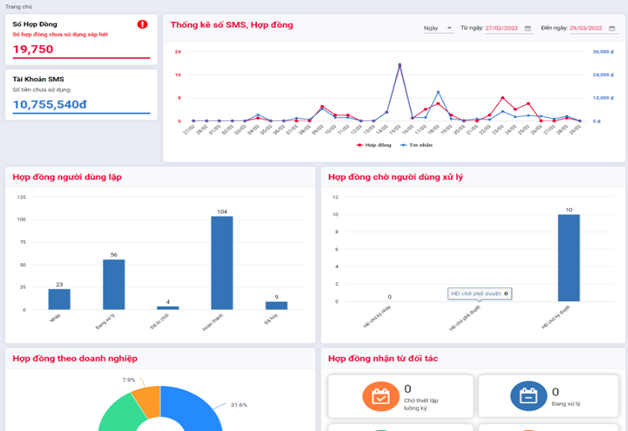 Trang chủ
Số Hợp Đồng
Số hợp đồng chưa sử dụng sắp hết
19,750
Tài Khoản SMS
Số tiền chưa sử dụng
10,755,540đ
Thống kê số SMS, Hợp đồng
Ngày
Từ ngày: 27/02/2022
Đến ngày: 29/03/2022
24
16
8
0
36,000 đ
24,000 đ
12,000 đ
0 đ
27/02 28/02 01/03 02/03 03/03 04/03 05/03 06/03 07/03 08/03 09/03 10/03 11/03 12/03 13/03 14/03 15/03 16/03 17/03 18/03 19/03 20/03 21/03 22/03 23/03 24/03 25/03 26/03 27/03 28/03 29/03
Hợp đồng Tin nhắn
Hợp đồng người dùng lập
125
100
75
50
25
0
23
56
4
104
9
Nháp
Đang xử lý
Đã từ chối
Hoàn thành
Đã hủy
Hợp đồng chờ người dùng xử lý
12
10
8
6
4
2
0
0
HĐ chờ phê duyệt: 0
10
HĐ chờ ký nháy
HĐ chờ phê duyệt
HĐ chờ ký duyệt
Hợp đồng theo doanh nghiệp
7.9%
31.6%
Hợp đồng nhận từ đối tác
0
Chờ thiết lập
luồng ký
0
Đang xử lý